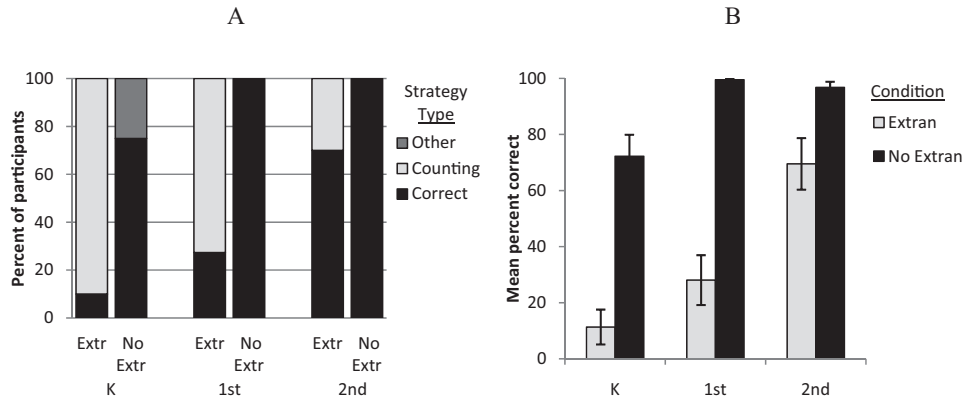 A
100
80
60
40
20
0
Percent of participants
Extr
No
Extr
Extr
No
Extr
Extr
No
Extr
K
1st
2nd
Strategy
Type
Other
Counting
Correct
B
100
80
60
40
20
0
Mean percent correct
K
1st
2nd
Condition
Extran
No Extran